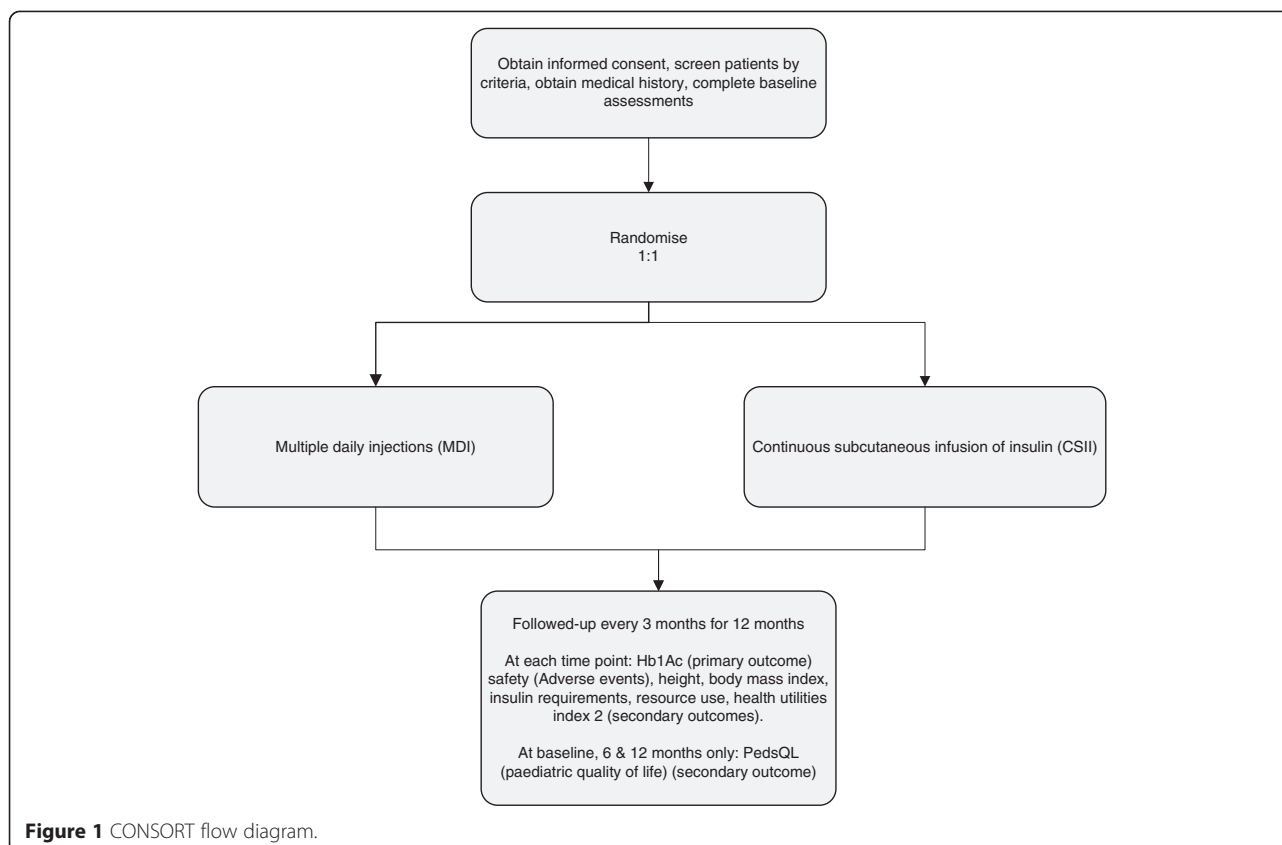 Obtain informed consent, screen patients by
criteria, obtain medical history, complete baseline
assessments
Randomise
1:1
Multiple daily injections (MDI)
Continuous subcutaneous infusion of insulin (CSII)
Followed-up every 3 months for 12 months
At each time point: Hb1Ac (primary outcome)
safety (Adverse events), height, body mass index,
insulin requirements, resource use, health utilities
index 2 (secondary outcomes).
At baseline, 6 & 12 months only: PedsQL
(paediatric quality of life) (secondary outcome)
Figure 1 CONSORT flow diagram.